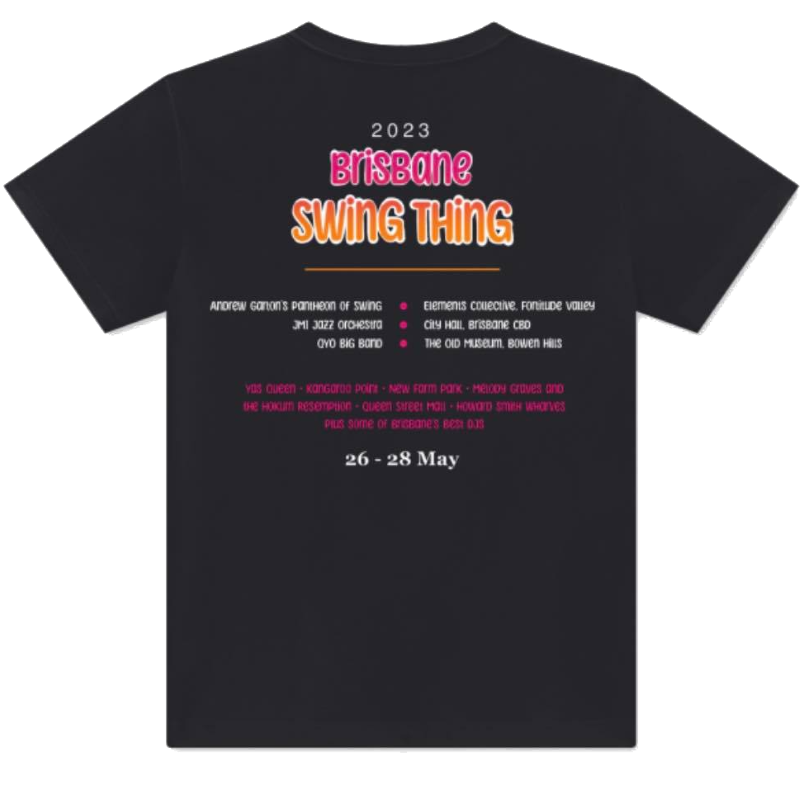 2023
Brisbane
SWING THING
Andrew Garton's Pantheon of Swing • Elements Collective, Fortitude Valley
JMI Jazz Orchestra • City Hall, Brisbane CBD
QYO Big Band • The Old Museum, Bowen Hills
Yas Queen - Kangaroo Point - New Farm Park - Melody Graves and
the Hokum Resemption - Queen Street Mall - Howard Smith Wharves
Plus some of Brisbane's Best DJs
26 - 28 May